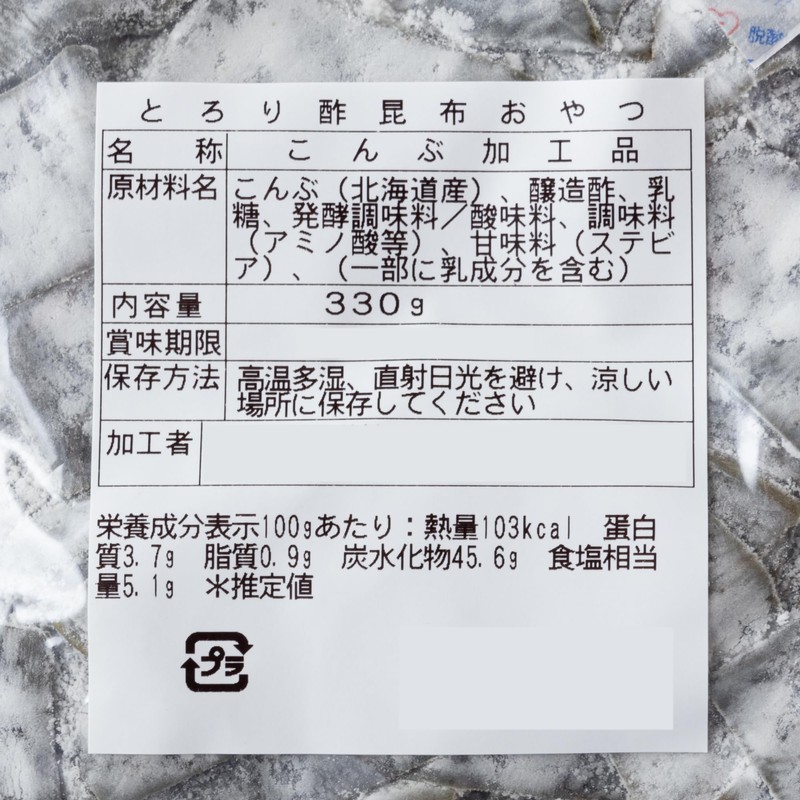 とろり酢昆布おやつ
名称 こんぶ加工品
原材料名 こんぶ（北海道産）、醸造酢、乳
糖、発酵調味料／酸味料、調味料
（アミノ酸等）、甘味料（ステビ
ア）、（一部に乳成分を含む）
内容量 330g
賞味期限
保存方法 高温多湿、直射日光を避け、涼しい
場所に保存してください
加工者
栄養成分表示100gあたり：熱量103kcal 蛋白
質3.7g 脂質0.9g 炭水化物45.6g 食塩相当
量5.1g ＊推定値
プラ
脱酸